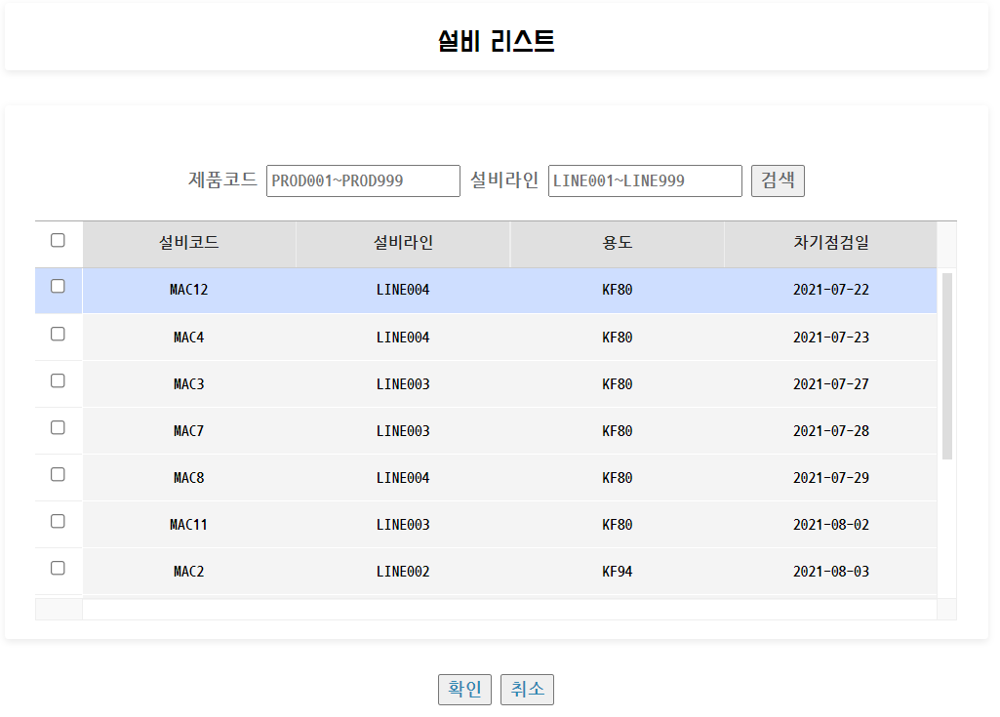 설비 리스트
제품코드 PROD001~PROD999 설비라인 LINE001~LINE999 검색
설비코드 설비라인 용도 차기점검일
MAC12 LINE004 KF80 2021-07-22
MAC4 LINE004 KF80 2021-07-23
MAC3 LINE003 KF80 2021-07-27
MAC7 LINE003 KF80 2021-07-28
MAC8 LINE004 KF80 2021-07-29
MAC11 LINE003 KF80 2021-08-02
MAC2 LINE002 KF94 2021-08-03
확인 취소